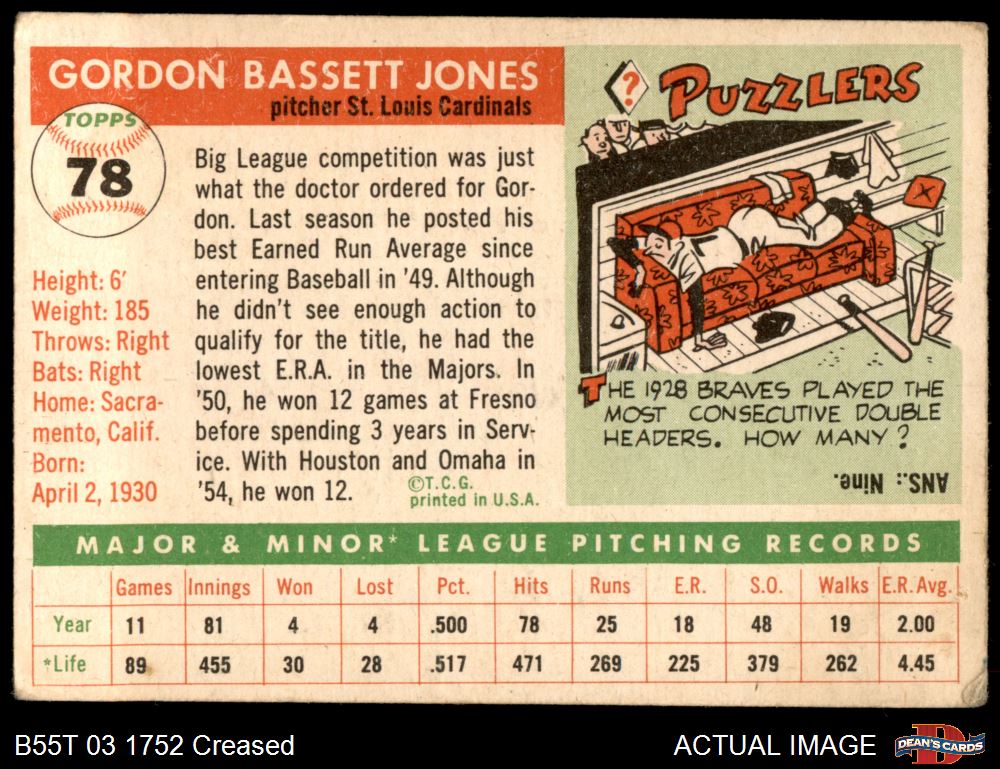 GORDON BASSETT JONES
pitcher St. Louis Cardinals
TOPPS
78
Height: 6'
Weight: 185
Throws: Right
Bats: Right
Home: Sacra-
mento, Calif.
Born:
April 2, 1930
Big League competition was just
what the doctor ordered for Gor-
don. Last season he posted his
best Earned Run Average since
entering Baseball in '49. Although
he didn't see enough action to
qualify for the title, he had the
lowest E.R.A. in the Majors. In
'50, he won 12 games at Fresno
before spending 3 years in Serv-
ice. With Houston and Omaha in
'54, he won 12.
©T.C.G.
printed in U.S.A.
?
PUZZLERS
THE 1928 BRAVES PLAYED THE
MOST CONSECUTIVE DOUBLE
HEADERS. HOW MANY?
ANS.: Nine.
MAJOR & MINOR* LEAGUE PITCHING RECORDS
Games Innings Won Lost Pct. Hits Runs E.R. S.O. Walks E.R. Avg.
Year 11 81 4 4 .500 78 25 18 48 19 2.00
*Life 89 455 30 28 .517 471 269 225 379 262 4.45
B55T 03 1752 Creased
ACTUAL IMAGE
D
DEAN'S CARDS